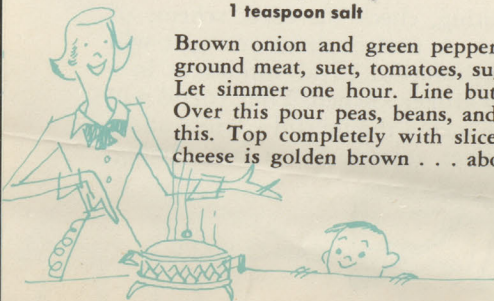 1 teaspoon salt
Brown onion and green pepper
ground meat, suet, tomatoes, su
Let simmer one hour. Line but
Over this pour peas, beans, and
this. Top completely with slice
cheese is golden brown . . . abo